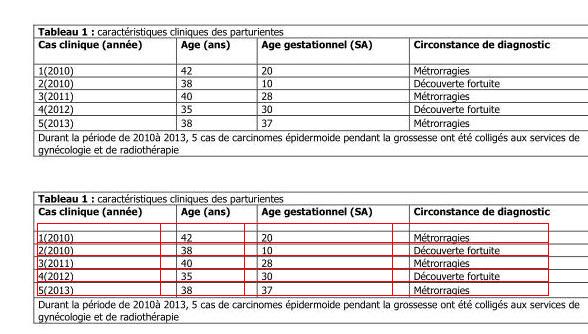 Tableau 1 : caractéristiques cliniques des parturientes
Cas clinique (année) Age (ans) Age gestationnel (SA) Circonstance de diagnostic
1(2010) 42 20 Métrorragies
2(2010) 38 10 Découverte fortuite
3(2011) 40 28 Métrorragies
4(2012) 35 30 Découverte fortuite
5(2013) 38 37 Métrorragies
Durant la période de 2010à 2013, 5 cas de carcinomes épidermoide pendant la grossesse ont été colligés aux services de
gynécologie et de radiothérapie
Tableau 1 : caractéristiques cliniques des parturientes
Cas clinique (année) Age (ans) Age gestationnel (SA) Circonstance de diagnostic
1(2010) 42 20 Métrorragies
2(2010) 38 10 Découverte fortuite
3(2011) 40 28 Métrorragies
4(2012) 35 30 Découverte fortuite
5(2013) 38 37 Métrorragies
Durant la période de 2010à 2013, 5 cas de carcinomes épidermoide pendant la grossesse ont été colligés aux services de
gynécologie et de radiothérapie